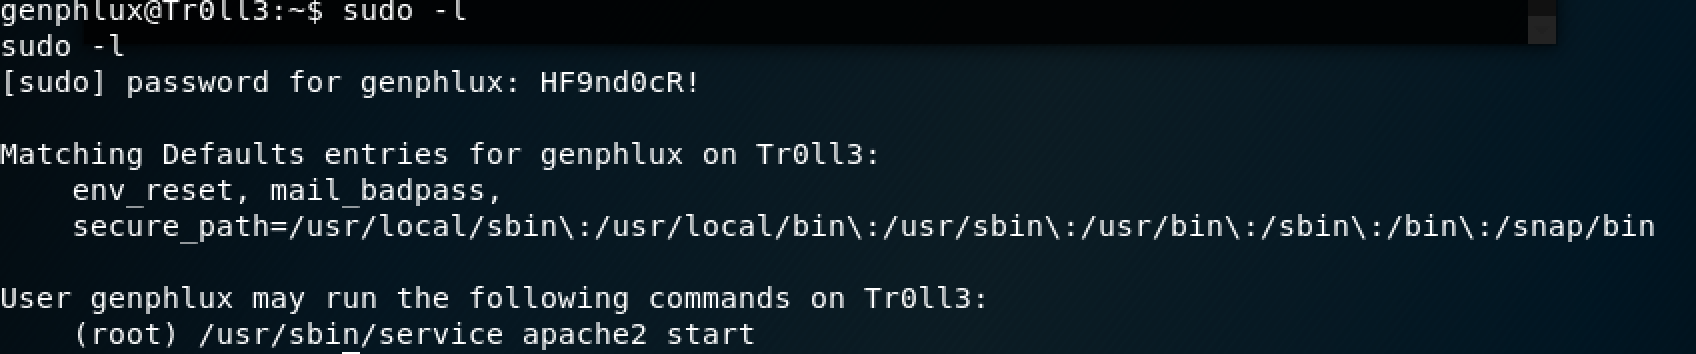 genphlux@Tr0ll3:~$ sudo -l
sudo -l
[sudo] password for genphlux: HF9nd0cR!
Matching Defaults entries for genphlux on Tr0ll3:
    env_reset, mail_badpass,
    secure_path=/usr/local/sbin\:/usr/local/bin\:/usr/sbin\:/usr/bin\:/sbin\:/bin\:/snap/bin
User genphlux may run the following commands on Tr0ll3:
    (root) /usr/sbin/service apache2 start